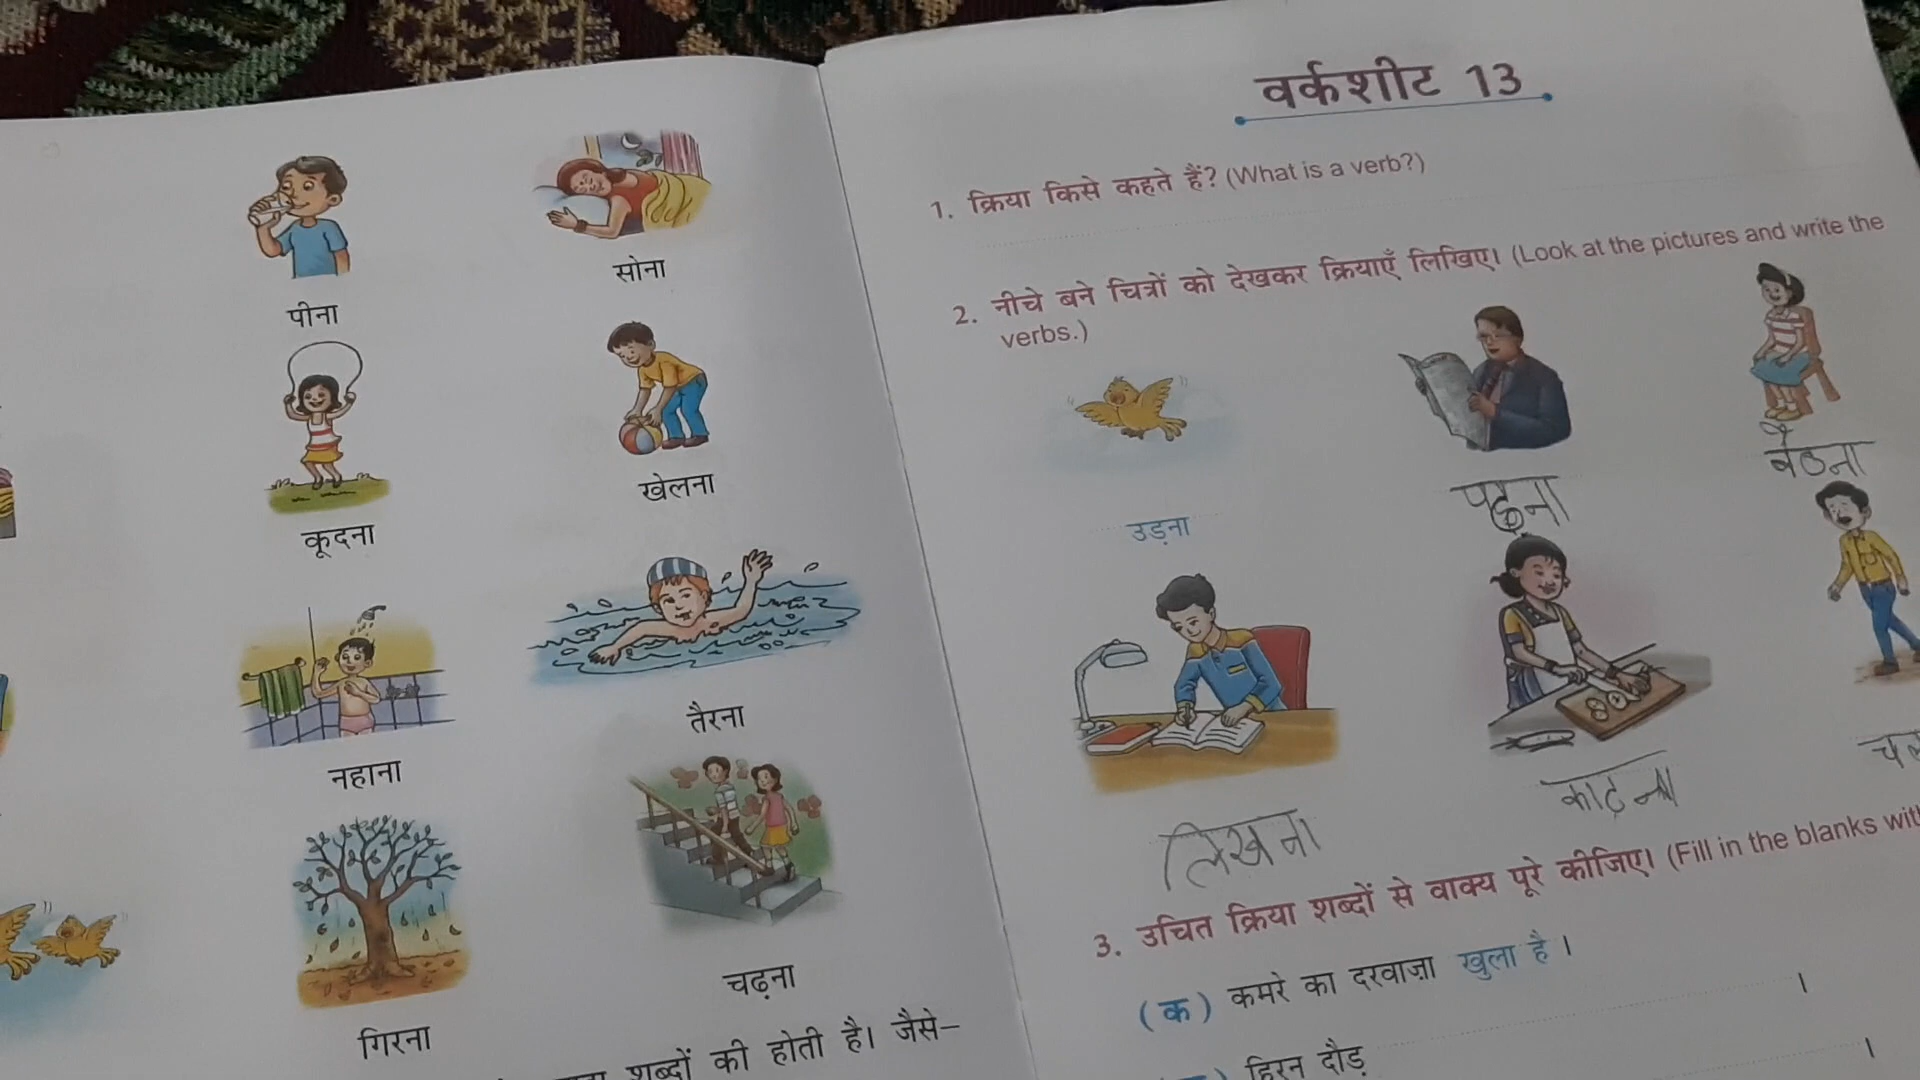 पीना
सोना
कूदना
खेलना
नहाना
तैरना
गिरना
चढ़ना
शब्दों की होती है। जैसे–
वर्कशीट 13
1. क्रिया किसे कहते हैं? (What is a verb?)
2. नीचे बने चित्रों को देखकर क्रियाएँ लिखिए। (Look at the pictures and write the
verbs.)
उड़ना
पढ़ना
बैठना
लिखना
काटना
3. उचित क्रिया शब्दों से वाक्य पूरे कीजिए। (Fill in the blanks with
(क) कमरे का दरवाज़ा खुला है ।
हिरन दौड़ ।